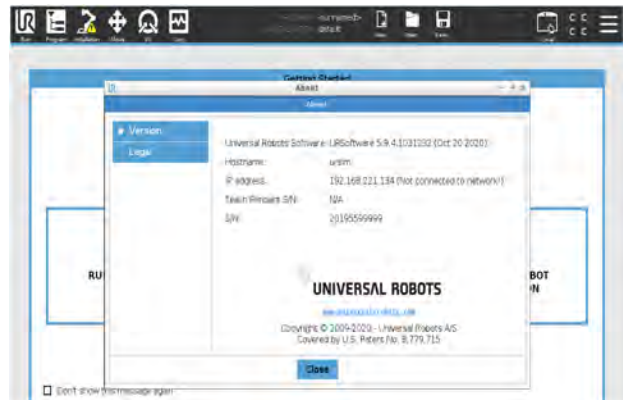 UR
Program
Installation
Move
I/O
Log
<unnamed>
default
New
Open
Save
C C
C C
Getting Started
About
About
Version
Legal
Universal Robots Software: URSoftware 5.9.4.1031232 (Oct 20 2020)
Hostname: ursim
IP address: 192.168.221.134 (Not connected to network!)
Teach Pendant S/N: N/A
S/N: 20195599999
RU
BOT
N
UNIVERSAL ROBOTS
Copyright © 2009-2020 - Universal Robots A/S
Covered by U.S. Patent No. 8,779,715
Close
Don't show this message again